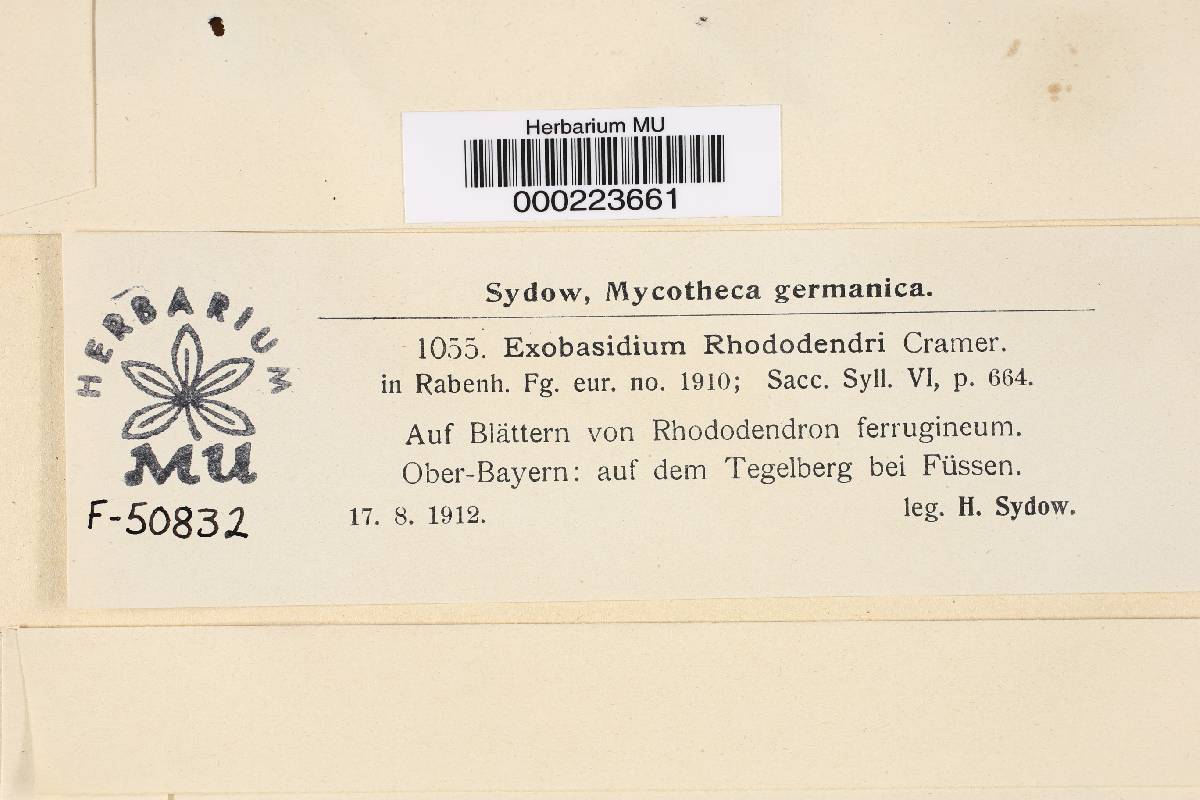 Herbarium MU
000223661
Sydow, Mycotheca germanica.
1055. Exobasidium Rhododendri Cramer.
in Rabenh. Fg. eur. no. 1910; Sacc. Syll. VI, p. 664.
Auf Blättern von Rhododendron ferrugineum.
Ober-Bayern: auf dem Tegelberg bei Füssen.
17. 8. 1912. leg. H. Sydow.
HERBARIUM
MU
F-50832